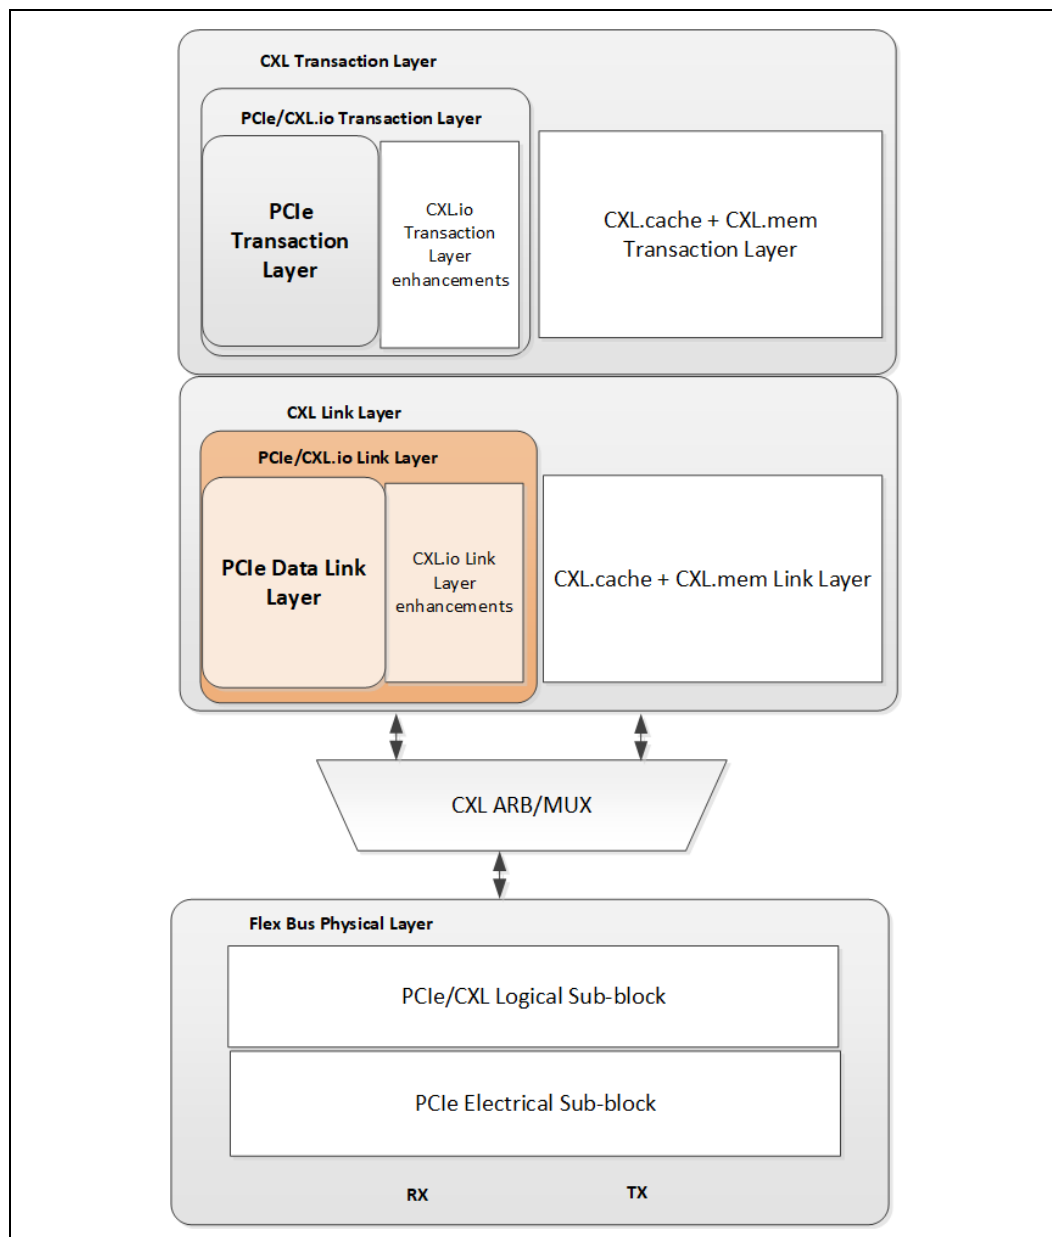 CXL Transaction Layer
PCIe/CXL.io Transaction Layer
PCIe
Transaction
Layer
CXL.io
Transaction
Layer
enhancements
CXL.cache + CXL.mem
Transaction Layer
CXL Link Layer
PCIe/CXL.io Link Layer
PCIe Data Link
Layer
CXL.io Link
Layer
enhancements
CXL.cache + CXL.mem Link Layer
CXL ARB/MUX
Flex Bus Physical Layer
PCIe/CXL Logical Sub-block
PCIe Electrical Sub-block
RX
TX